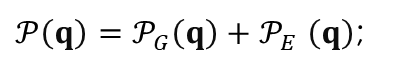 𝒫(𝐪) = 𝒫_G(𝐪) + 𝒫_E (𝐪);